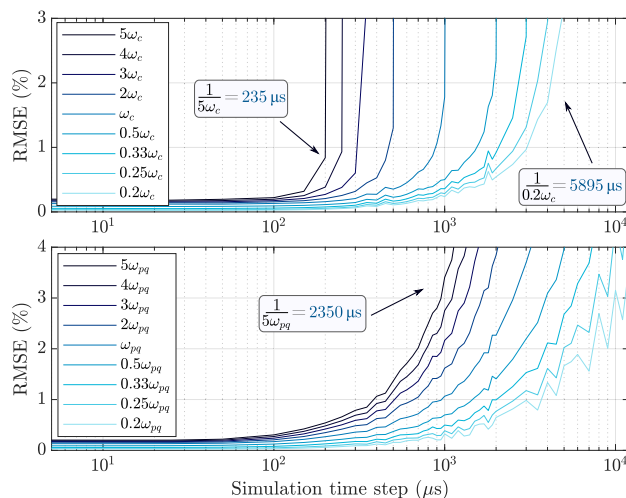 3
2
1
0
RMSE (%)
5ω_c
4ω_c
3ω_c
2ω_c
ω_c
0.5ω_c
0.33ω_c
0.25ω_c
0.2ω_c
1/5ω_c = 235 μs
1/0.2ω_c = 5895 μs
10^1
10^2
10^3
10^4
4
3
2
1
0
RMSE (%)
5ω_pq
4ω_pq
3ω_pq
2ω_pq
ω_pq
0.5ω_pq
0.33ω_pq
0.25ω_pq
0.2ω_pq
1/5ω_pq = 2350 μs
10^1
10^2
10^3
10^4
Simulation time step (μs)